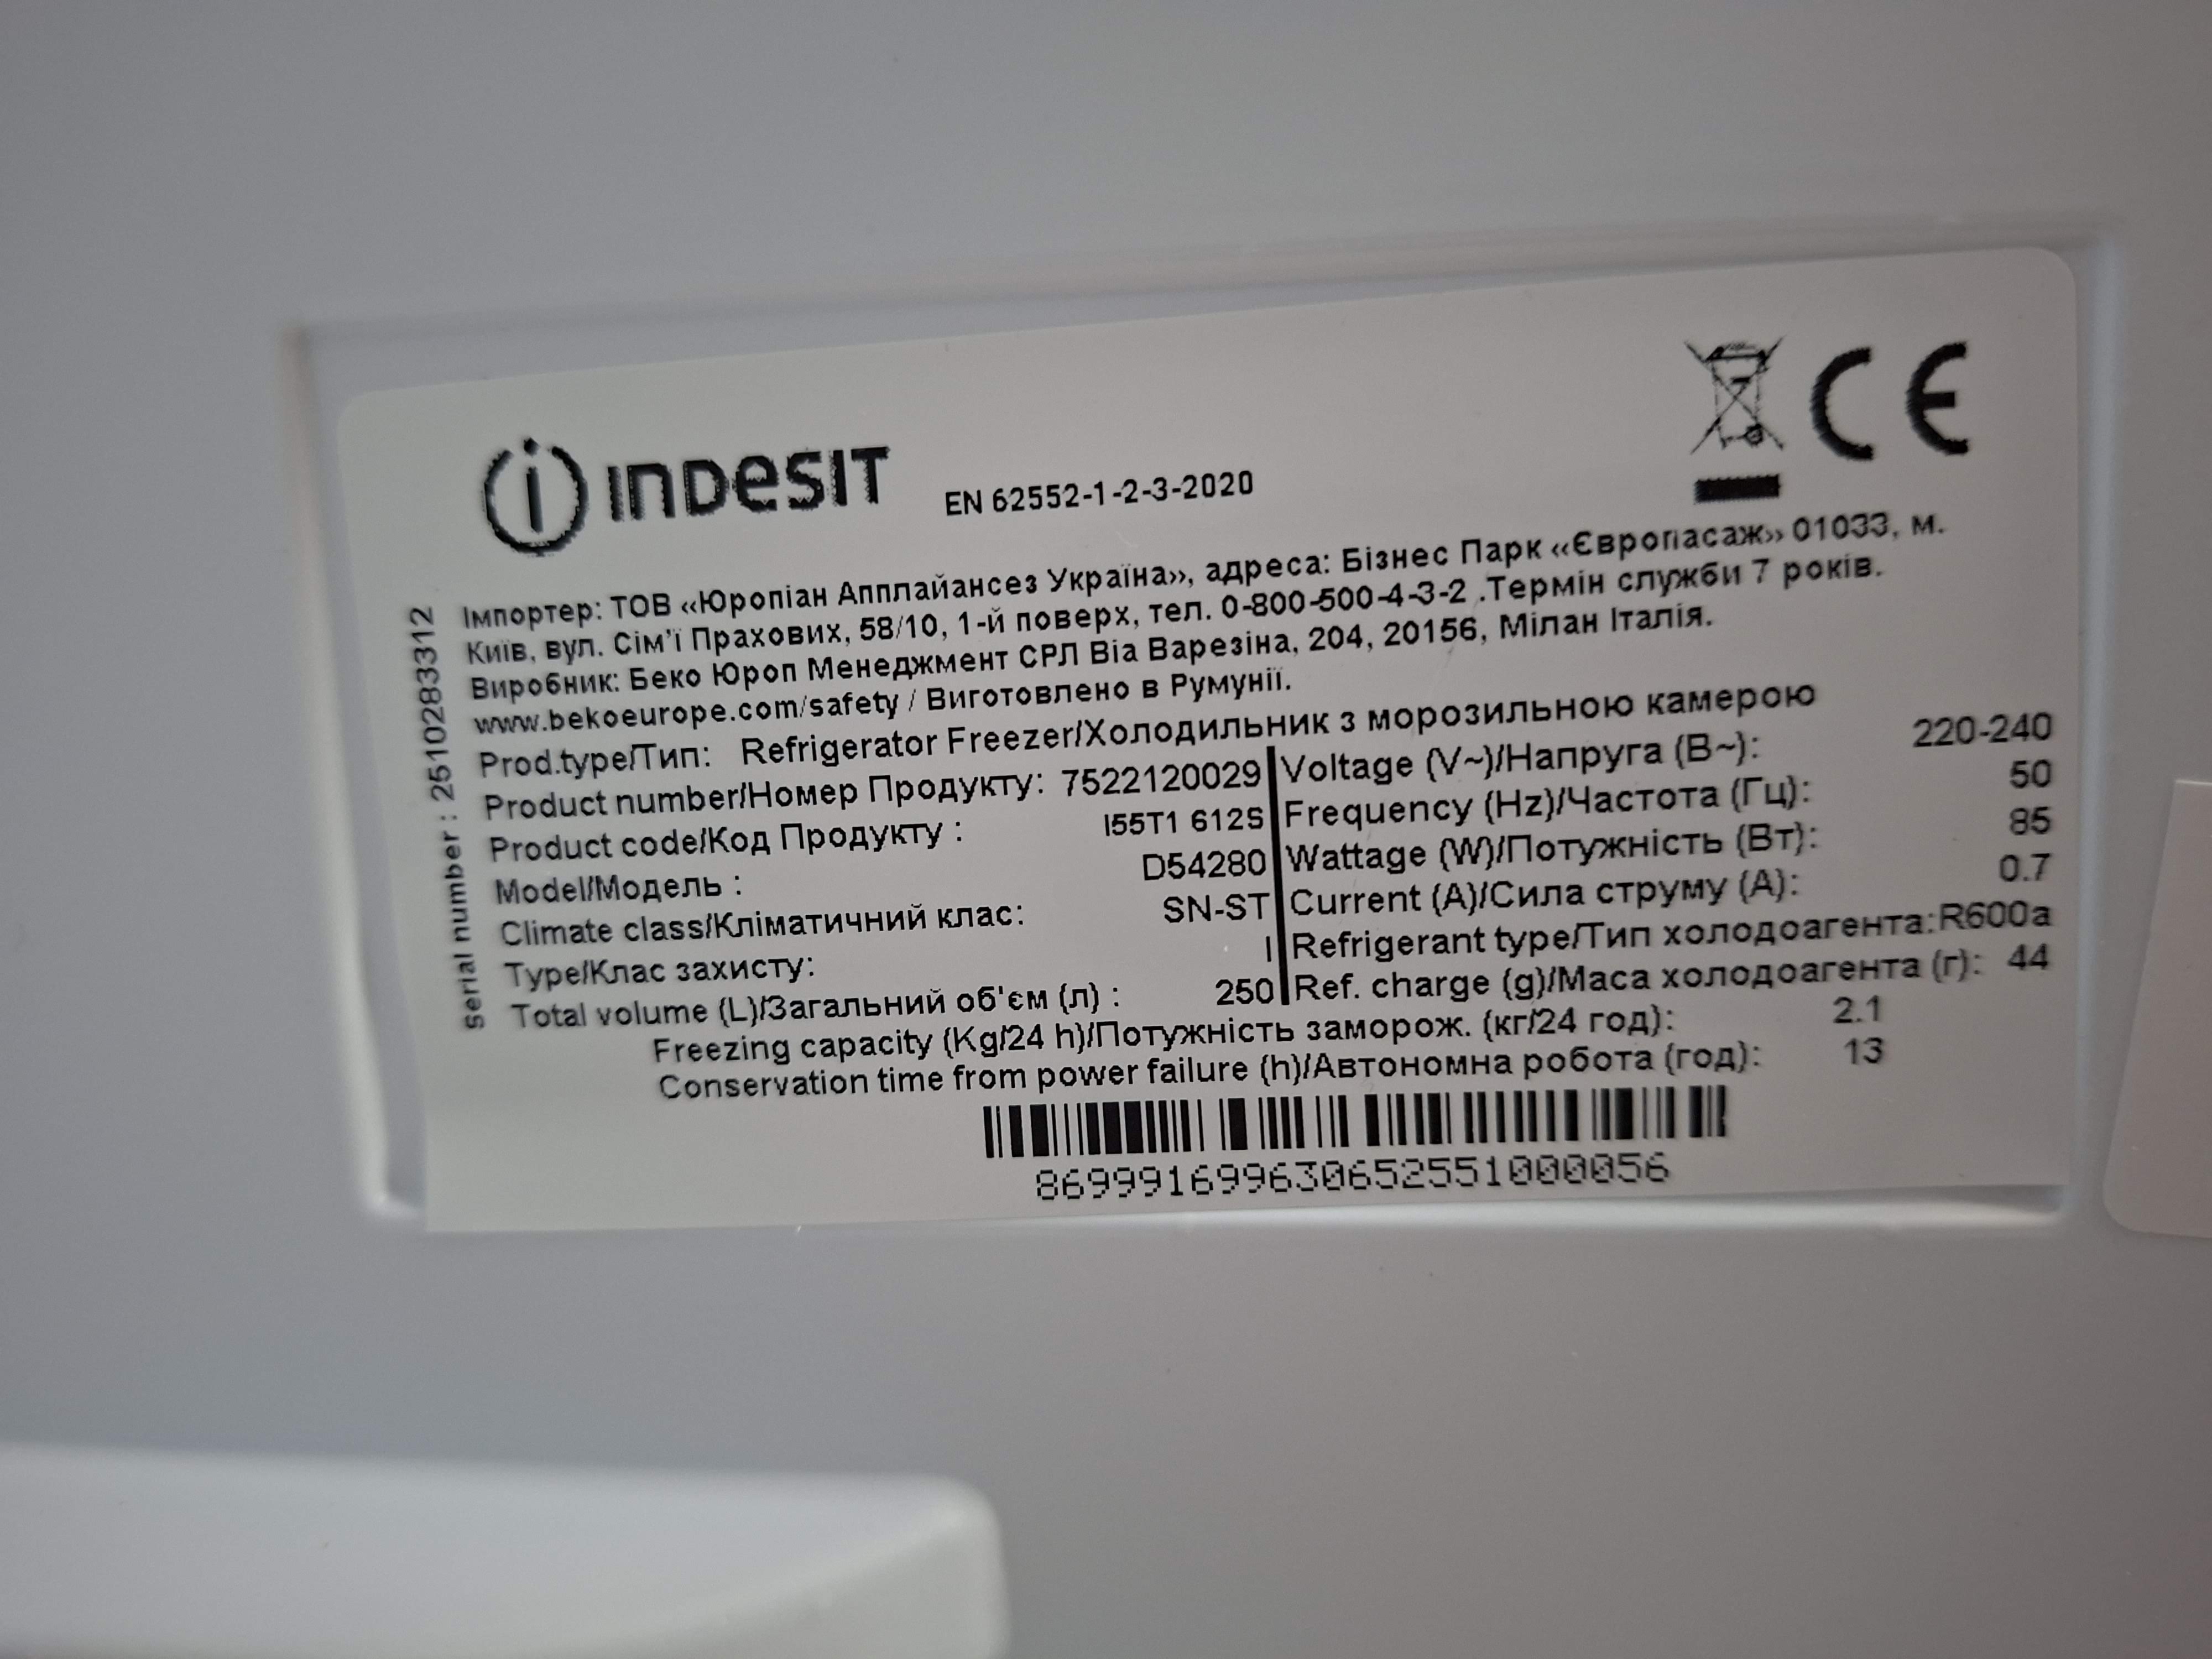 INDESIT
EN 62552-1-2-3-2020
Імпортер: ТОВ «Юропіан Апплайансез Україна», адреса: Бізнес Парк «Європасаж» 01033, м.
Київ, вул. Сім'ї Прахових, 58/10, 1-й поверх, тел. 0-800-500-4-3-2 .Термін служби 7 років.
Виробник: Беко Юроп Менеджмент СРЛ Віа Варезіна, 204, 20156, Мілан Італія.
www.bekoeurope.com/safety / Виготовлено в Румунії.
Serial number : 2510283312
Prod.type/Тип: Refrigerator Freezer/Холодильник з морозильною камерою
Product number/Номер Продукту: 7522120029
Product code/Код Продукту : I55T1 612S
Model/Модель : D54280
Climate class/Кліматичний клас: SN-ST
Type/Клас захисту: I
Total volume (L)/Загальний об'єм (л) : 250
Voltage (V~)/Напруга (В~): 220-240
Frequency (Hz)/Частота (Гц): 50
Wattage (W)/Потужність (Вт): 85
Current (A)/Сила струму (А): 0.7
Refrigerant type/Тип холодоагента: R600a
Ref. charge (g)/Маса холодоагента (г): 44
Freezing capacity (Kg/24 h)/Потужність заморож. (кг/24 год): 2.1
Conservation time from power failure (h)/Автономна робота (год): 13
8699916996306525510000​56